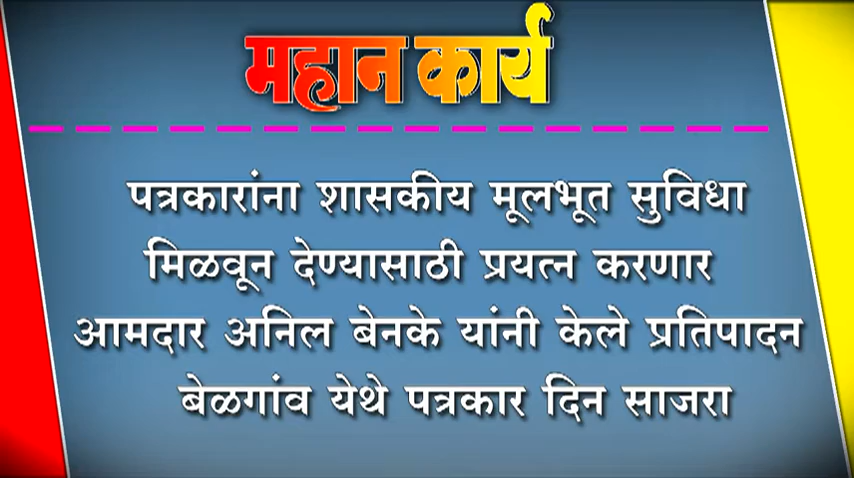 महान कार्य
पत्रकारांना शासकीय मूलभूत सुविधा
मिळवून देण्यासाठी प्रयत्न करणार
आमदार अनिल बेनके यांनी केले प्रतिपादन
बेळगांव येथे पत्रकार दिन साजरा